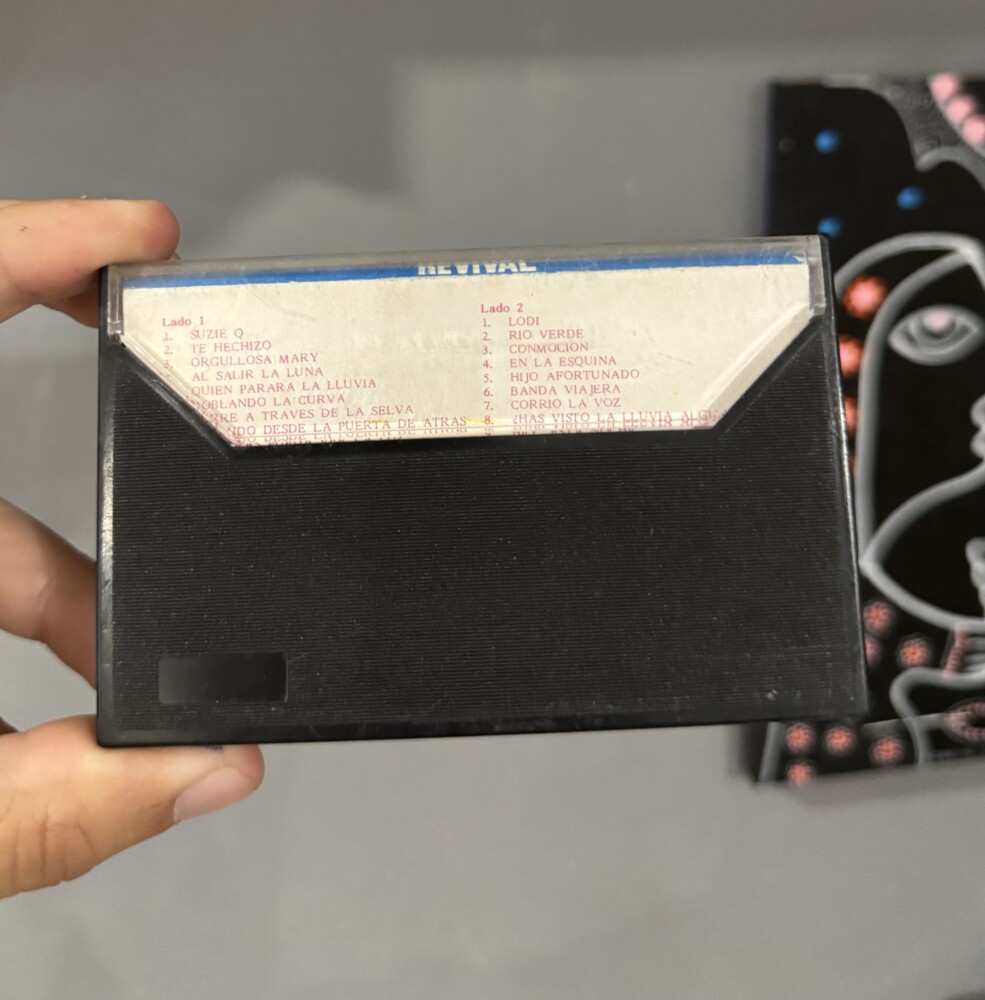 REVIVAL
Lado 1
1. SUZIE Q
2. TE HECHIZO
3. ORGULLOSA MARY
AL SALIR LA LUNA
QUIEN PARARA LA LLUVIA
DOBLANDO LA CURVA
A TRAVES DE LA SELVA
DESDE LA PUERTA DE ATRAS
Lado 2
1. LODI
2. RIO VERDE
3. CONMOCION
4. EN LA ESQUINA
5. HIJO AFORTUNADO
6. BANDA VIAJERA
7. CORRIO LA VOZ
8. ¿HAS VISTO LA LLUVIA